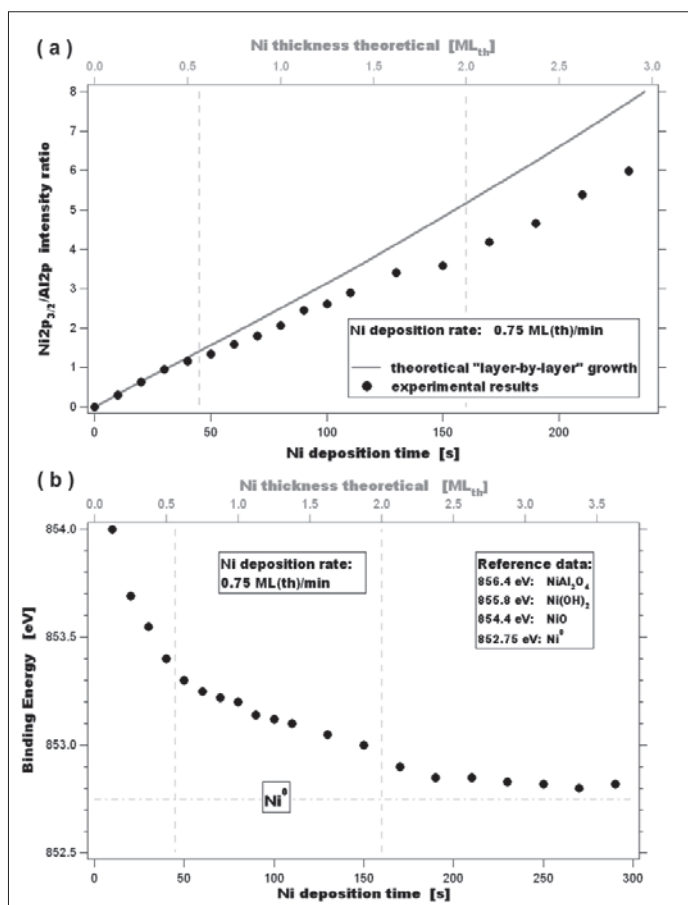 ( a )
Ni thickness theoretical [ML_th]
0.0 0.5 1.0 1.5 2.0 2.5 3.0
Ni2p_3/2/Al2p intensity ratio
8
7
6
5
4
3
2
1
0
Ni deposition rate: 0.75 ML(th)/min
theoretical "layer-by-layer" growth
experimental results
0 50 100 150 200
Ni deposition time [s]
( b )
Ni thickness theoretical [ML_th]
0.0 0.5 1.0 1.5 2.0 2.5 3.0 3.5
Binding Energy [eV]
854.0
853.5
853.0
852.5
Ni deposition rate:
0.75 ML(th)/min
Reference data:
856.4 eV: NiAl₂O₄
855.8 eV: Ni(OH)₂
854.4 eV: NiO
852.75 eV: Ni⁰
Ni⁰
0 50 100 150 200 250 300
Ni deposition time [s]